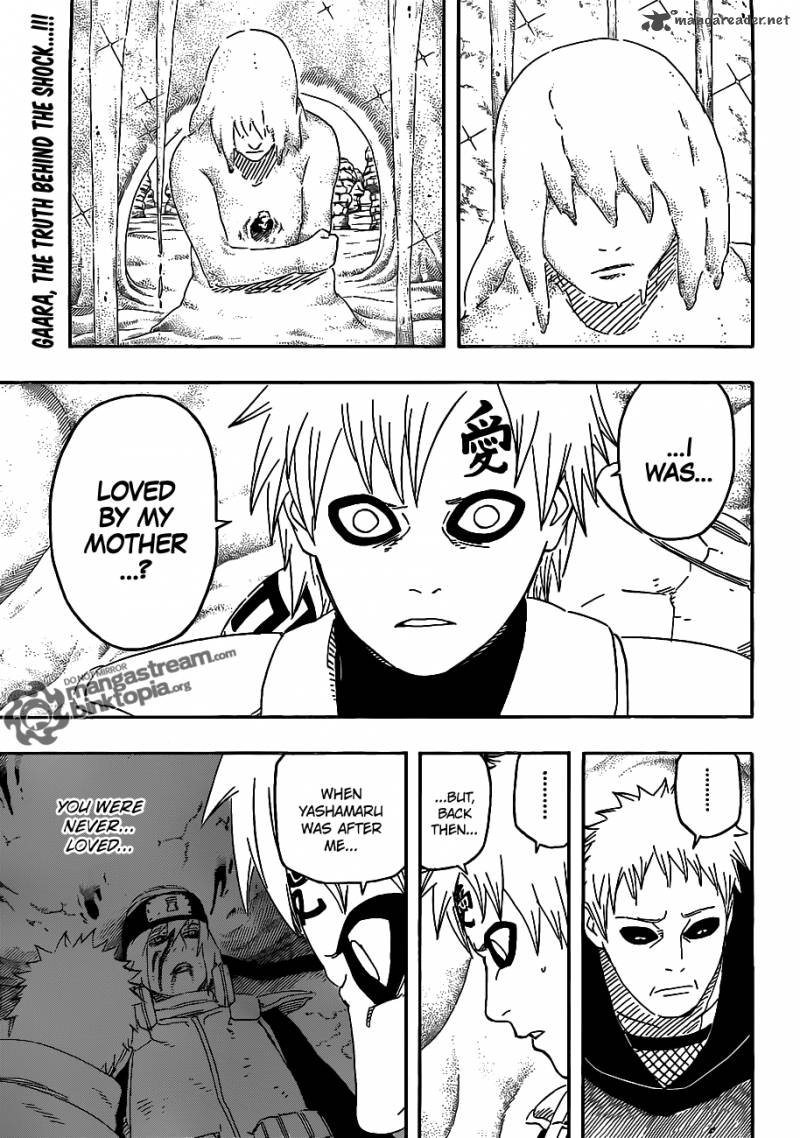 mangareader.net
GAARA, THE TRUTH BEHIND THE SHOCK...!!!
...I
WAS...
愛
LOVED
BY MY
MOTHER
...?
DO NOT MIRROR
mangastream.com
binktopia.org
.........
.........
...BUT,
BACK
THEN...
愛
WHEN
YASHAMARU
WAS AFTER
ME...
YOU WERE
NEVER...
LOVED...